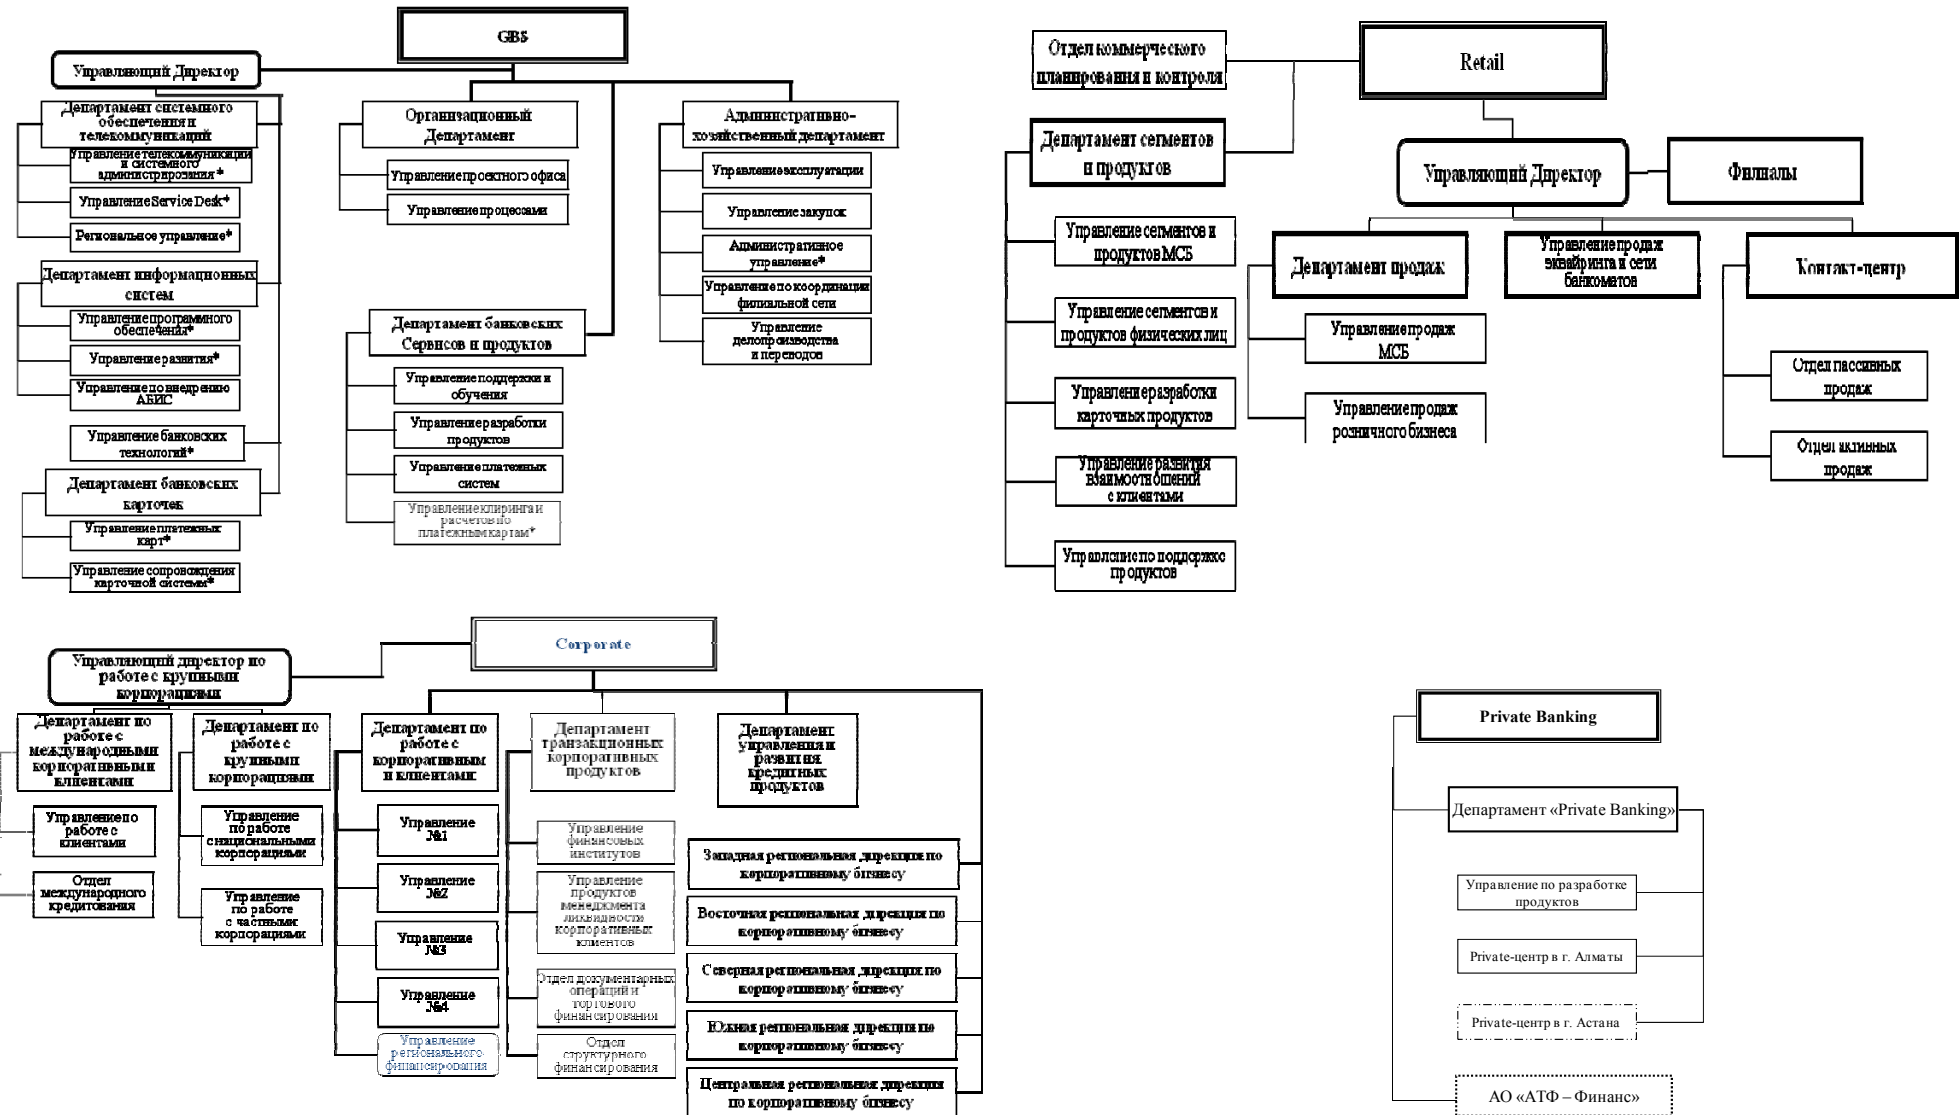 GBS
Управляющий Директор
Департамент системного
обеспечения и
телекоммуникаций
Управление телекоммуникации
и системного
администрирования*
Управление Service Desk*
Региональное управление*
Департамент информационных
систем
Управление программного
обеспечения*
Управление развития*
Управление по внедрению
АБИС
Управление банковских
технологий*
Департамент банковских
карточек
Управление платежных
карт*
Управление сопровождения
карточной системы*
Организационный
Департамент
Управление проектного офиса
Управление процессами
Департамент банковских
Сервисов и продуктов
Управление поддержки и
обучения
Управление разработки
продуктов
Управление платежных
систем
Управление клиринга и
расчетов по
платежным картам*
Административно-
хозяйственный департамент
Управление эксплуатации
Управление закупок
Административное
управление*
Управление по координации
филиальной сети
Управление
делопроизводства
и переводов
Retail
Отдел коммерческого
планирования и контроля
Департамент сегментов
и продуктов
Управление сегментов и
продуктов МСБ
Управление сегментов и
продуктов физических лиц
Управление разработки
карточных продуктов
Управление развития
взаимоотношений
с клиентами
Управление по поддержке
продуктов
Управляющий Директор
Филиалы
Департамент продаж
Управление продаж
МСБ
Управление продаж
розничного бизнеса
Управление продаж
эквайринга и сети
банкоматов
Контакт-центр
Отдел пассивных
продаж
Отдел активных
продаж
Corporate
Управляющий директор по
работе с крупными
корпорациями
Департамент по
работе с
международными
корпоративными
клиентами
Управление по
работе с
клиентами
Отдел
международного
кредитования
Департамент по
работе с
крупными
корпорациями
Управление
по работе
с национальными
корпорациями
Управление
по работе
с частными
корпорациями
Департамент по
работе с
корпоративным
и клиентами
Управление
№1
Управление
№2
Управление
№3
Управление
№4
Управление
регионального
финансирования
Департамент
транзакционных
корпоративных
продуктов
Управление
финансовых
институтов
Управление
продуктов
менеджмента
ликвидности
корпоративных
клиентов
Отдел документарных
операций и
торгового
финансирования
Отдел
структурного
финансирования
Департамент
управления и
развития
кредитных
продуктов
Западная региональная дирекция по
корпоративному бизнесу
Восточная региональная дирекция по
корпоративному бизнесу
Северная региональная дирекция по
корпоративному бизнесу
Южная региональная дирекция по
корпоративному бизнесу
Центральная региональная дирекция
по корпоративному бизнесу
Private Banking
Департамент «Private Banking»
Управление по разработке
продуктов
Private-центр в г. Алматы
Private-центр в г. Астана
АО «АТФ – Финанс»